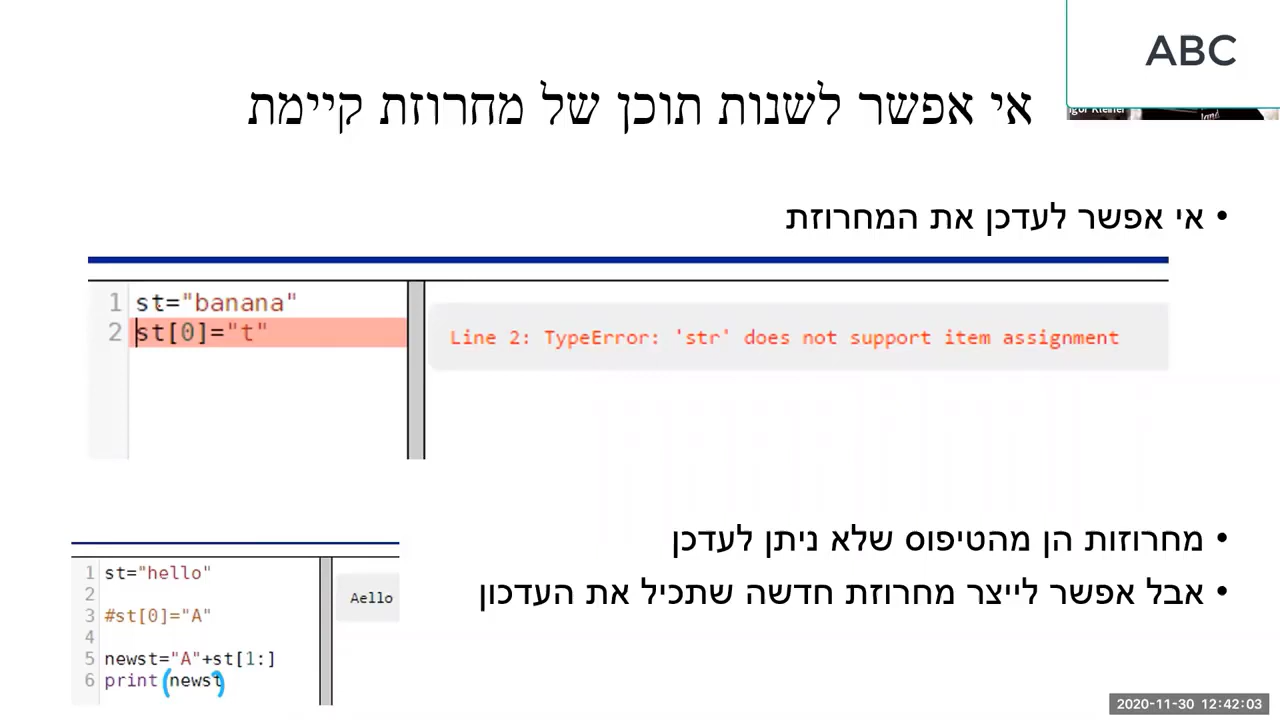 ABC
אי אפשר לשנות תוכן של מחרוזת קיימת
• אי אפשר לעדכן את המחרוזת
1 st="banana"
2 st[0]="t"
Line 2: TypeError: 'str' does not support item assignment
• מחרוזות הן מהטיפוס שלא ניתן לעדכן
• אבל אפשר לייצר מחרוזת חדשה שתכיל את העדכון
1 st="hello"
2
3 #st[0]="A"
4
5 newst="A"+st[1:]
6 print (newst)
Aello
2020-11-30 12:42:03